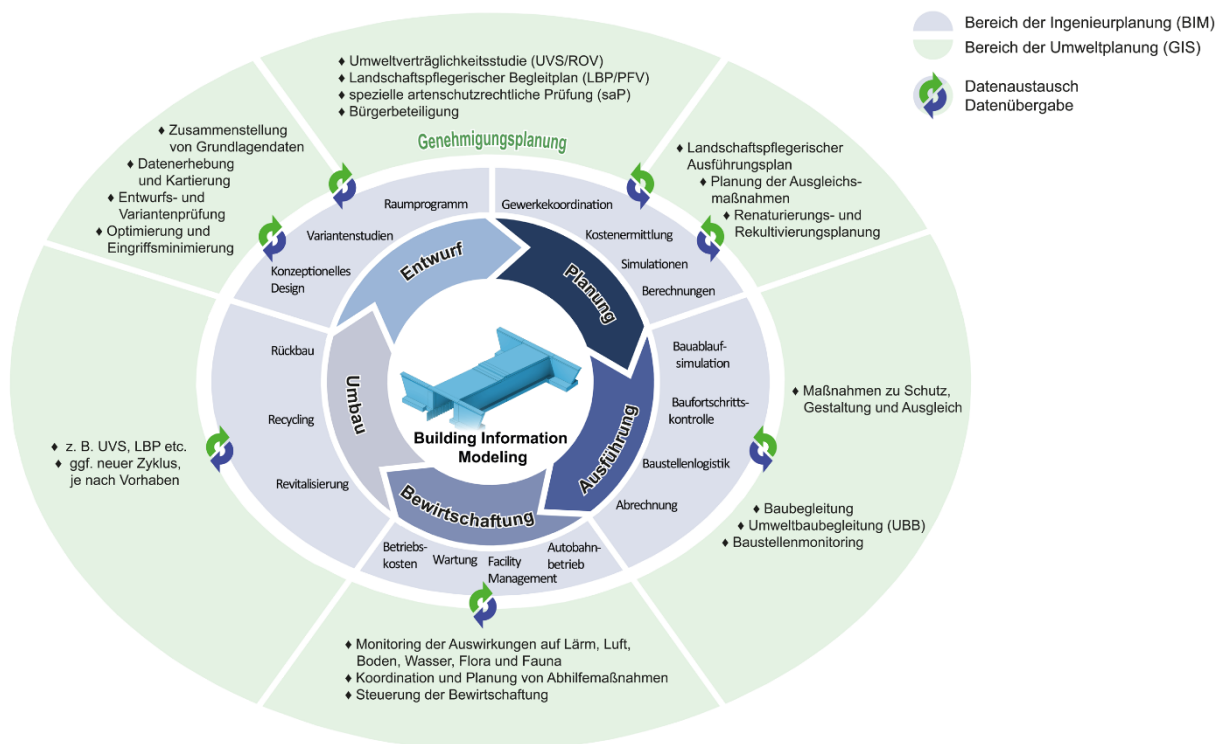 Bereich der Ingenieurplanung (BIM)
Bereich der Umweltplanung (GIS)
Datenaustausch
Datenübergabe
♦ Umweltverträglichkeitsstudie (UVS/ROV)
♦ Landschaftspflegerischer Begleitplan (LBP/PFV)
♦ spezielle artenschutzrechtliche Prüfung (saP)
♦ Bürgerbeteiligung
Genehmigungsplanung
♦ Zusammenstellung
von Grundlagendaten
♦ Datenerhebung
und Kartierung
♦ Entwurfs- und
Variantenprüfung
♦ Optimierung und
Eingriffsminimierung
♦ Landschaftspflegerischer
Ausführungsplan
♦ Planung der Ausgleichs-
maßnahmen
♦ Renaturierungs- und
Rekultivierungsplanung
Raumprogramm
Variantenstudien
Konzeptionelles
Design
Gewerkekoordination
Kostenermittlung
Simulationen
Berechnungen
Entwurf
Planung
Ausführung
Bewirtschaftung
Umbau
Building Information
Modeling
Rückbau
Recycling
Revitalisierung
Bauablauf-
simulation
Baufortschritts-
kontrolle
Baustellenlogistik
Abrechnung
♦ Maßnahmen zu Schutz,
Gestaltung und Ausgleich
♦ z. B. UVS, LBP etc.
♦ ggf. neuer Zyklus,
je nach Vorhaben
♦ Baubegleitung
♦ Umweltbaubegleitung (UBB)
♦ Baustellenmonitoring
Betriebs-
kosten
Wartung
Facility
Management
Autobahn-
betrieb
♦ Monitoring der Auswirkungen auf Lärm, Luft,
Boden, Wasser, Flora und Fauna
♦ Koordination und Planung von Abhilfemaßnahmen
♦ Steuerung der Bewirtschaftung